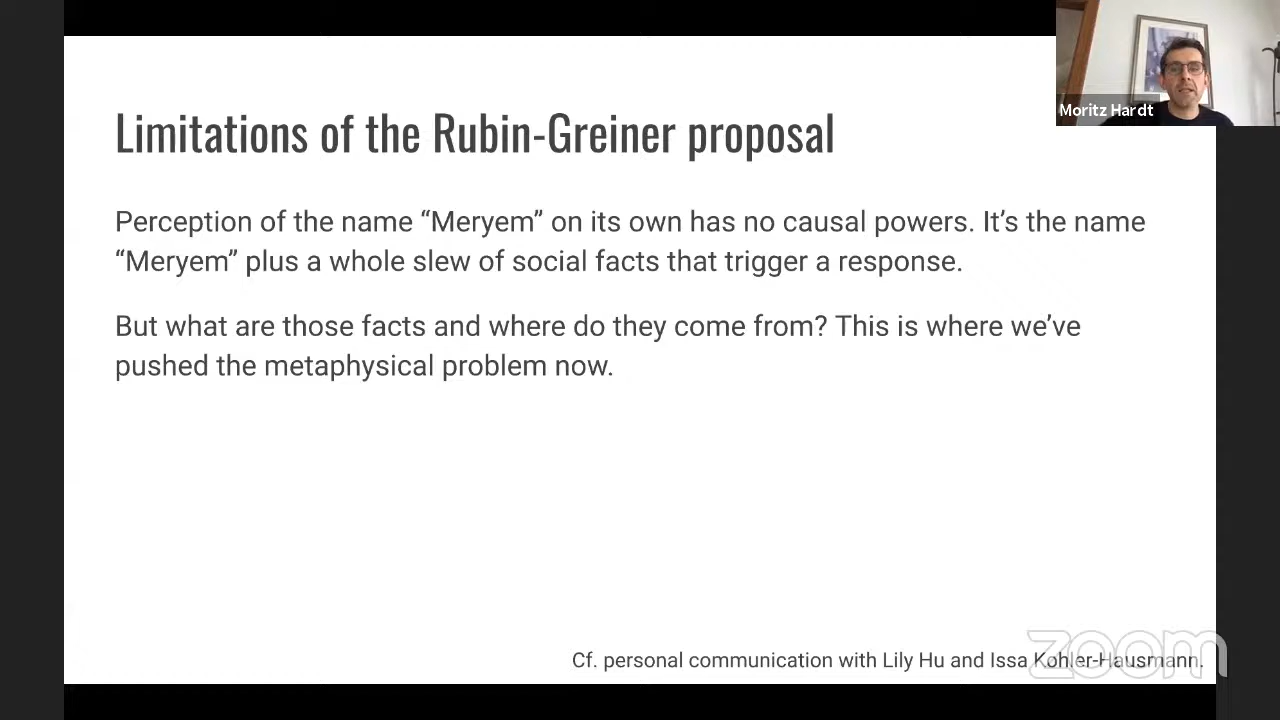 Moritz Hardt
Limitations of the Rubin-Greiner proposal
Perception of the name “Meryem” on its own has no causal powers. It’s the name
“Meryem” plus a whole slew of social facts that trigger a response.
But what are those facts and where do they come from? This is where we’ve
pushed the metaphysical problem now.
Cf. personal communication with Lily Hu and Issa Kohler-Hausmann.
zoom